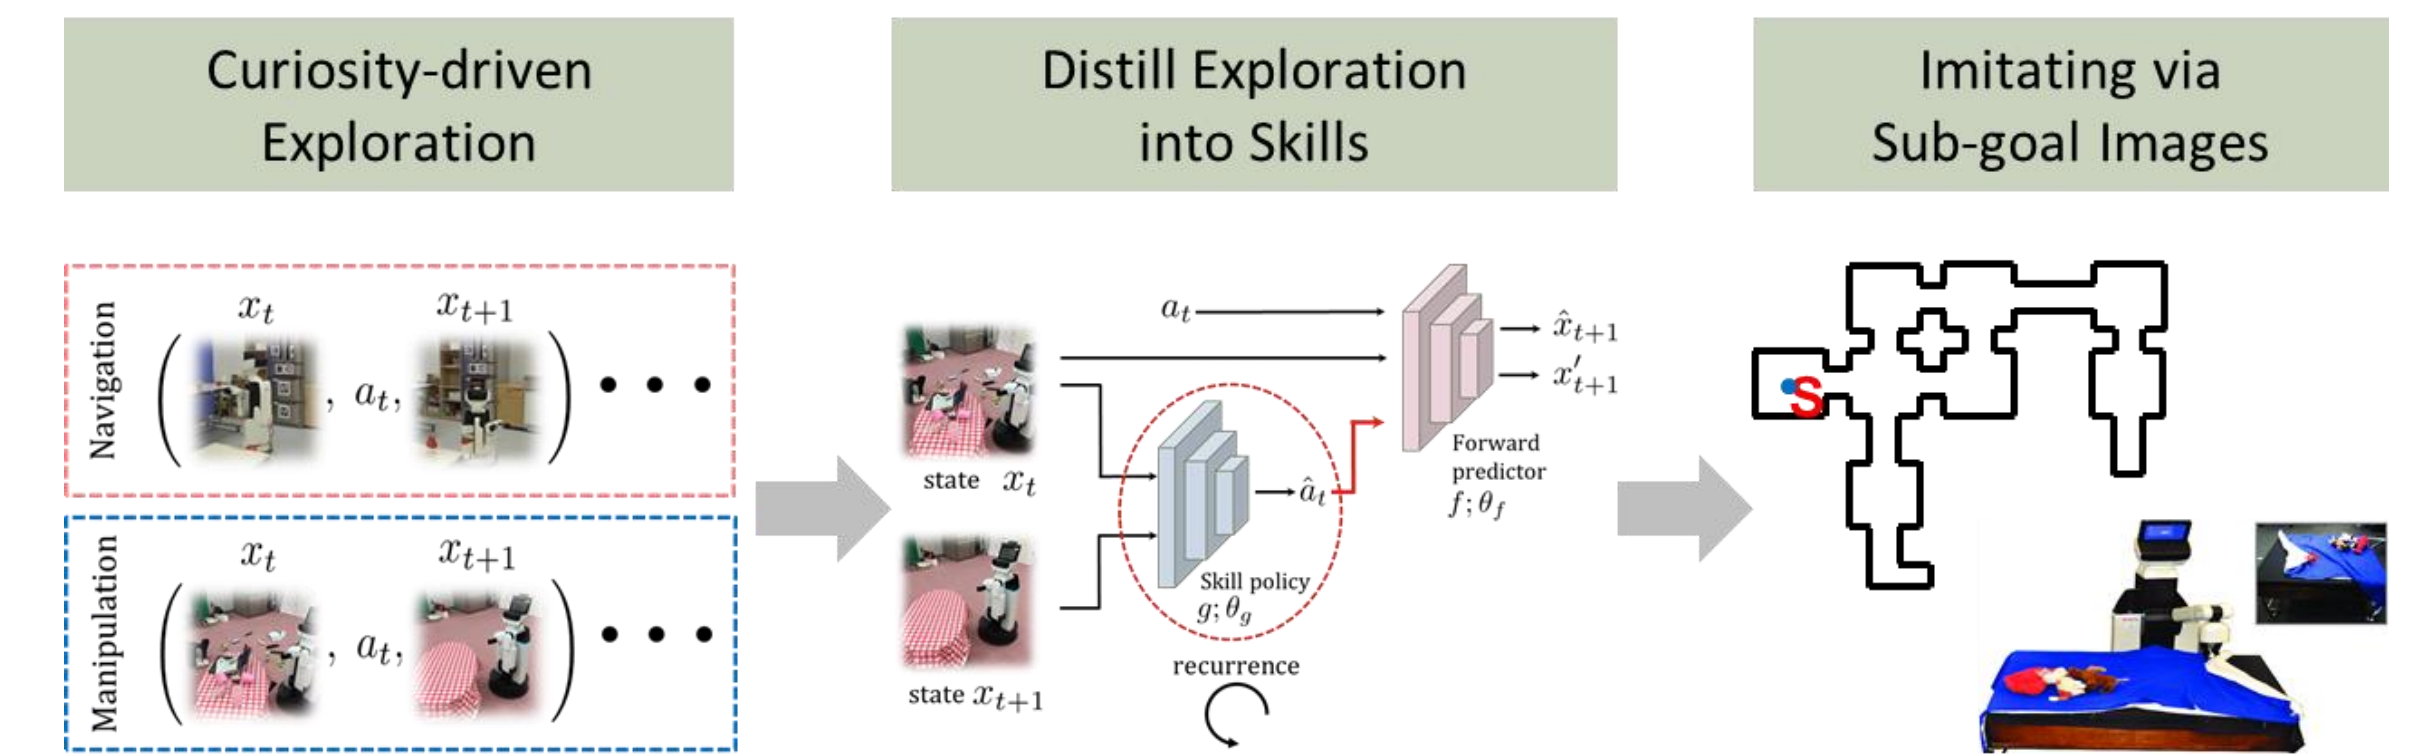 Curiosity-driven
Exploration
Distill Exploration
into Skills
Imitating via
Sub-goal Images
Navigation
x_t
x_{t+1}
( , a_t, ) • • •
Manipulation
x_t
x_{t+1}
( , a_t, ) • • •
a_t
state x_t
state x_{t+1}
â_t
Skill policy
g; θ_g
recurrence
x̂_{t+1}
x'_{t+1}
Forward
predictor
f; θ_f
S